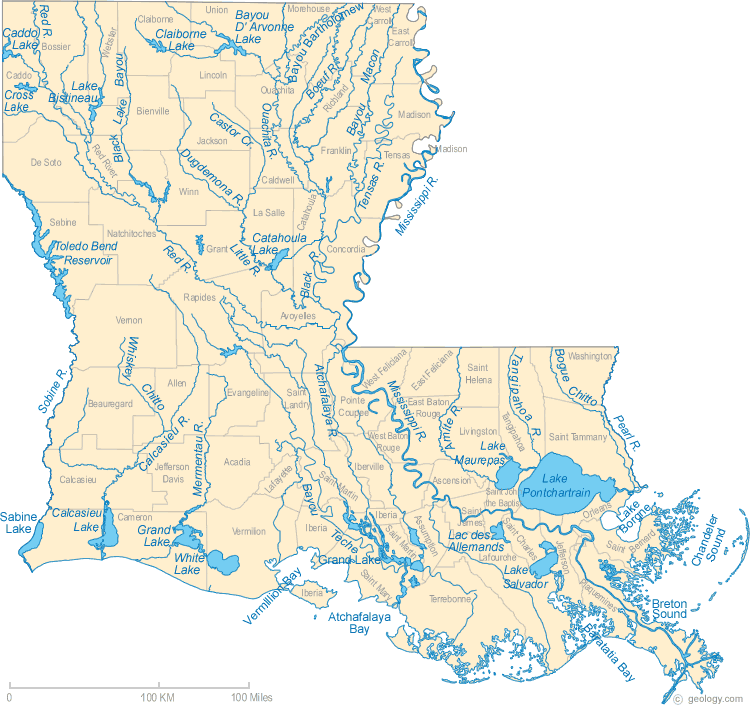 Red R.
Caddo
Lake
Bossier
Webster
Claiborne
Claiborne
Lake
Union
Bayou
D' Arvonne
Lake
Morehouse
Bayou Bartholomew
West
Carroll
East
Carroll
Caddo
Cross
Lake
Lake
Bistineau
Black Lake Bayou
Lincoln
Bienville
Jackson
Ouachita
Ouachita R.
Boeuf R.
Richland
Bayou Macon
Madison
Madison
Castor Cr.
Dugdemona R.
De Soto
Red River
Winn
Caldwell
Franklin
Tensas
Tensas R.
Mississippi R.
Sabine
Natchitoches
La Salle
Catahoula
Catahoula
Lake
Grant
Little R.
Concordia
Toledo Bend
Reservoir
Red R.
Black R.
Rapides
Avoyelles
Vernon
Whiskey Chitto
Sobine R.
Beauregard
Allen
Calcasieu R.
Evangeline
Saint
Landry
Atchafalaya R.
Pointe
Coupee
West Feliciana
East Feliciana
Mississippi R.
East Baton
Rouge
West Baton
Rouge
Saint
Helena
Amite R.
Tangipahoa R.
Tangipahoa
Washington
Bogue Chitto
Pearl R.
Livingston
Saint Tammany
Lake
Maurepas
Lake
Pontchartrain
Calcasieu
Jefferson
Davis
Mermentau R.
Acadia
Lafayette
Saint Martin
Iberville
Ascension
Saint John
the Baptist
Saint
James
Saint Charles
Orleans
Lake
Borgne
Saint Bernard
Chandeler
Sound
Sabine
Lake
Calcasieu
Lake
Cameron
Grand
Lake
White
Lake
Vermilion
Bayou Teche
Iberia
Iberia
Saint Martin
Assumption
Lac des
Allemands
Lafourche
Jefferson
Lake
Salvador
Plaquemines
Breton
Sound
Grand Lake
Saint Mary
Vermillion Bay
Iberia
Atchafalaya
Bay
Terrebonne
Baratatia Bay
0
100 KM
100 Miles
© geology.com